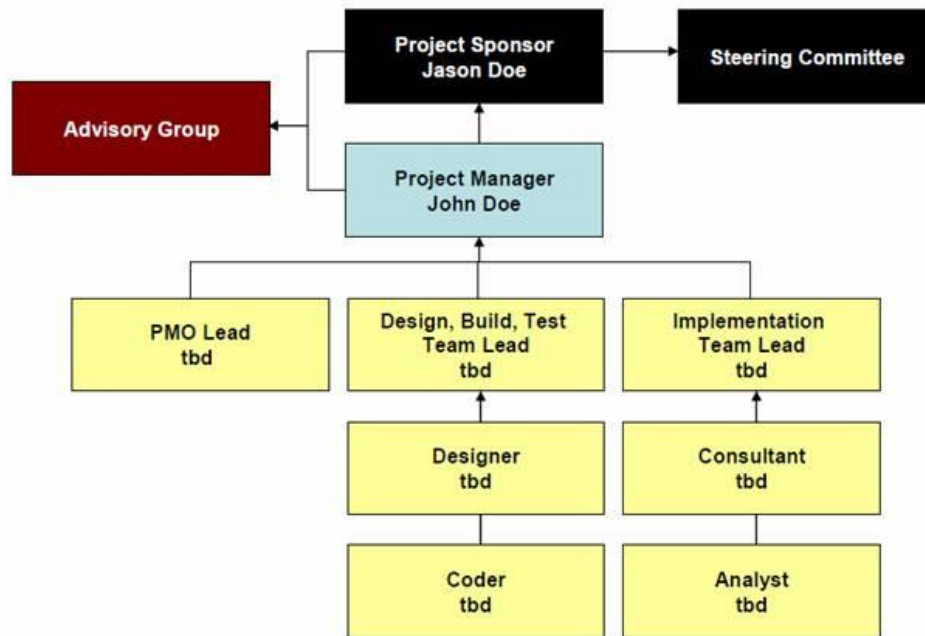 Project Sponsor
Jason Doe
Steering Committee
Advisory Group
Project Manager
John Doe
PMO Lead
tbd
Design, Build, Test
Team Lead
tbd
Implementation
Team Lead
tbd
Designer
tbd
Consultant
tbd
Coder
tbd
Analyst
tbd